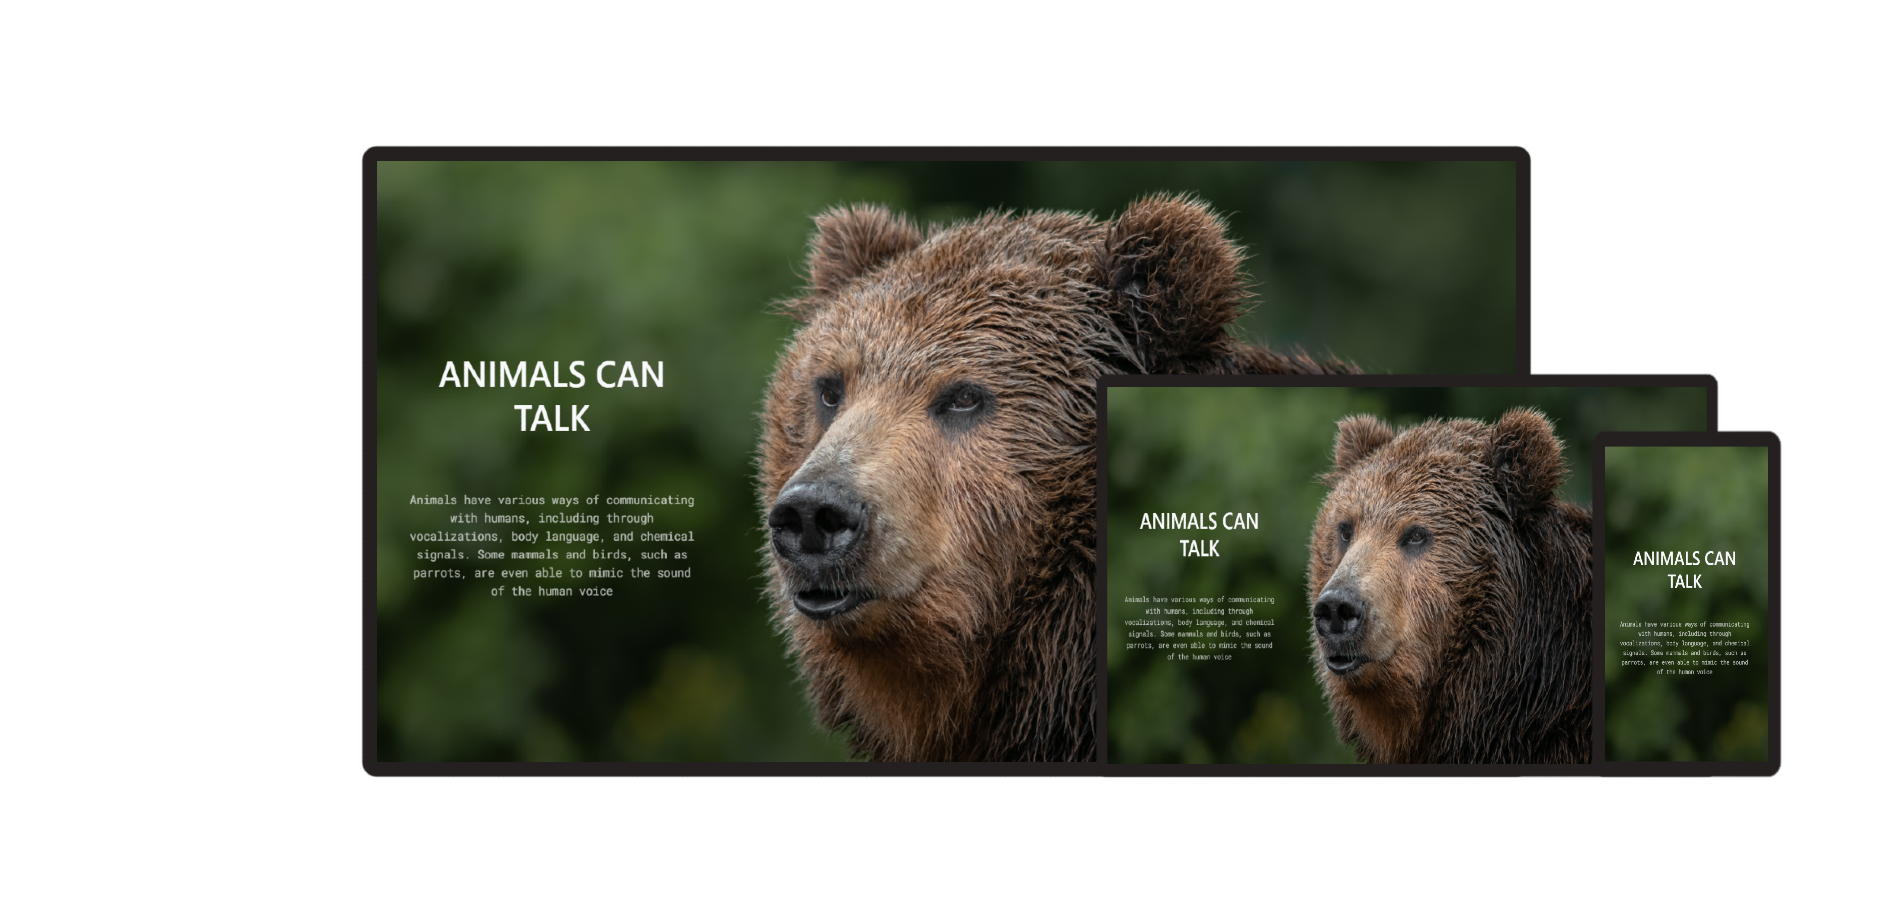 ANIMALS CAN
TALK
Animals have various ways of communicating
with humans, including through
vocalizations, body language, and chemical
signals. Some mammals and birds, such as
parrots, are even able to mimic the sound
of the human voice
ANIMALS CAN
TALK
Animals have various ways of communicating
with humans, including through
vocalizations, body language, and chemical
signals. Some mammals and birds, such as
parrots, are even able to mimic the sound
of the human voice
ANIMALS CAN
TALK
Animals have various ways of communicating
with humans, including through
vocalizations, body language, and chemical
signals. Some mammals and birds, such as
parrots, are even able to mimic the sound
of the human voice